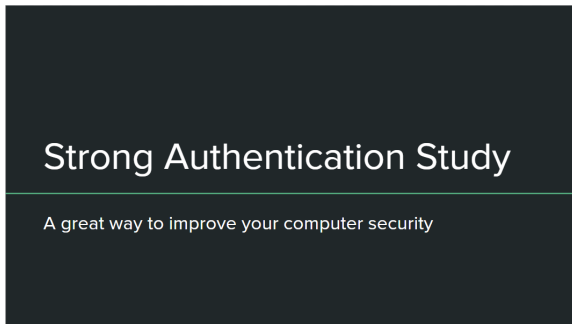 Strong Authentication Study
A great way to improve your computer security